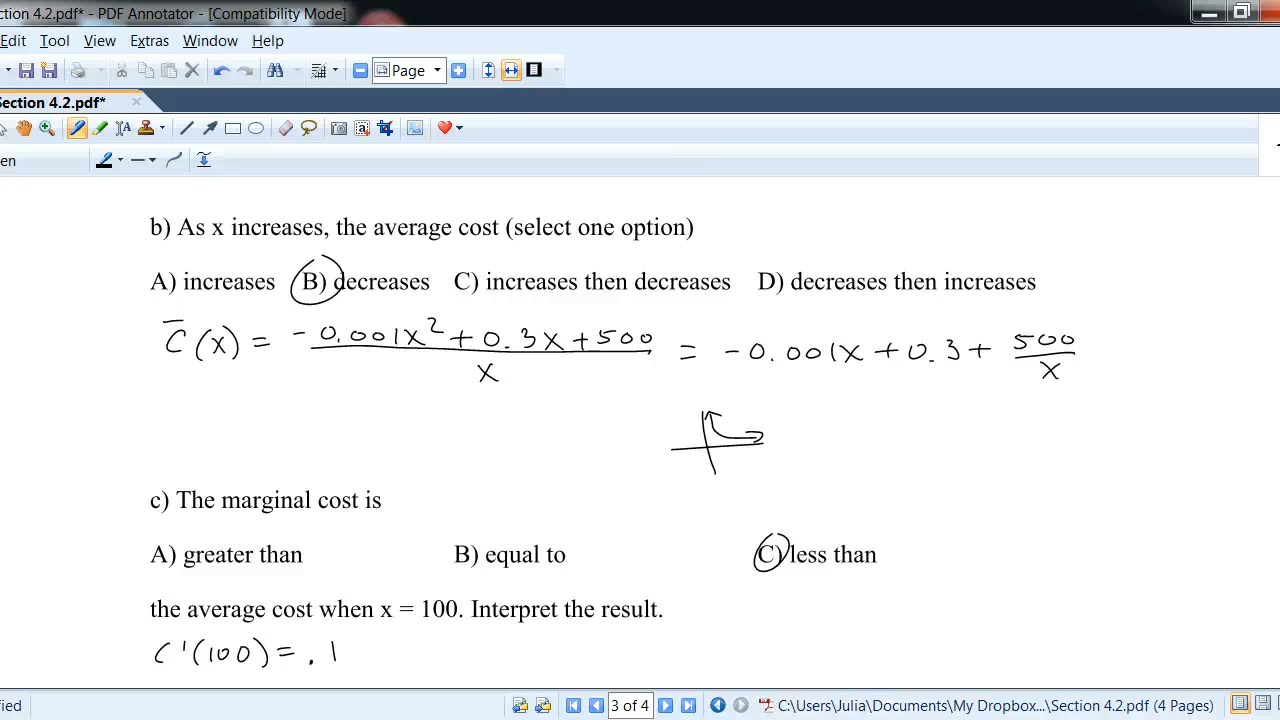 ction 4.2.pdf* - PDF Annotator - [Compatibility Mode]
Edit Tool View Extras Window Help
Page
Section 4.2.pdf*
en
b) As x increases, the average cost (select one option)
A) increases B) decreases C) increases then decreases D) decreases then increases
C̅(x) = -0.001x²+0.3x+500 / x = -0.001x+0.3+ 500/x
c) The marginal cost is
A) greater than B) equal to C) less than
the average cost when x = 100. Interpret the result.
C'(100) = .1
fied 3 of 4 C:\Users\Julia\Documents\My Dropbox...\Section 4.2.pdf (4 Pages)